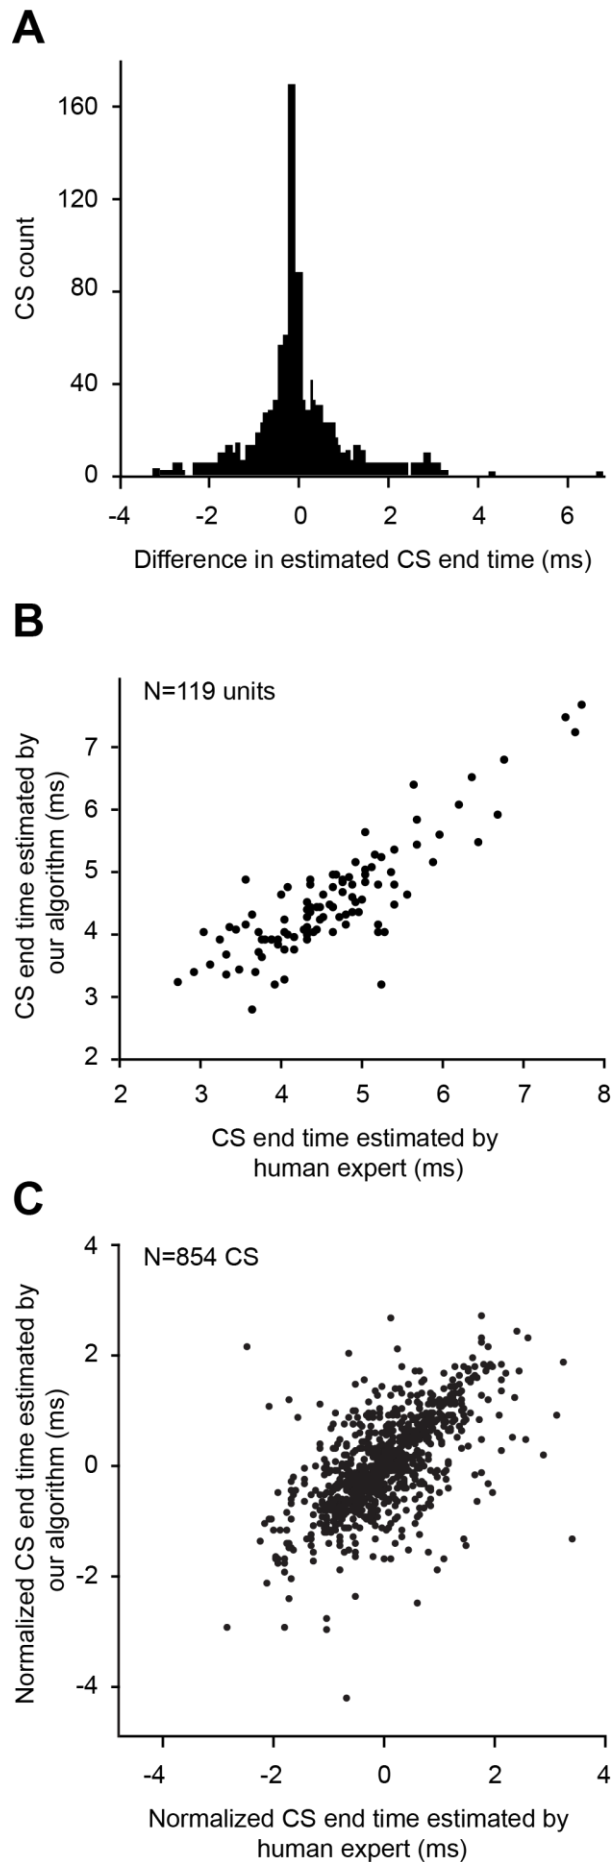 A
160
120
80
40
0
CS count
-4 -2 0 2 4 6
Difference in estimated CS end time (ms)
B
N=119 units
7
6
5
4
3
2
CS end time estimated by
our algorithm (ms)
2 3 4 5 6 7 8
CS end time estimated by
human expert (ms)
C
N=854 CS
4
2
0
-2
-4
Normalized CS end time estimated by
our algorithm (ms)
-4 -2 0 2 4
Normalized CS end time estimated by
human expert (ms)